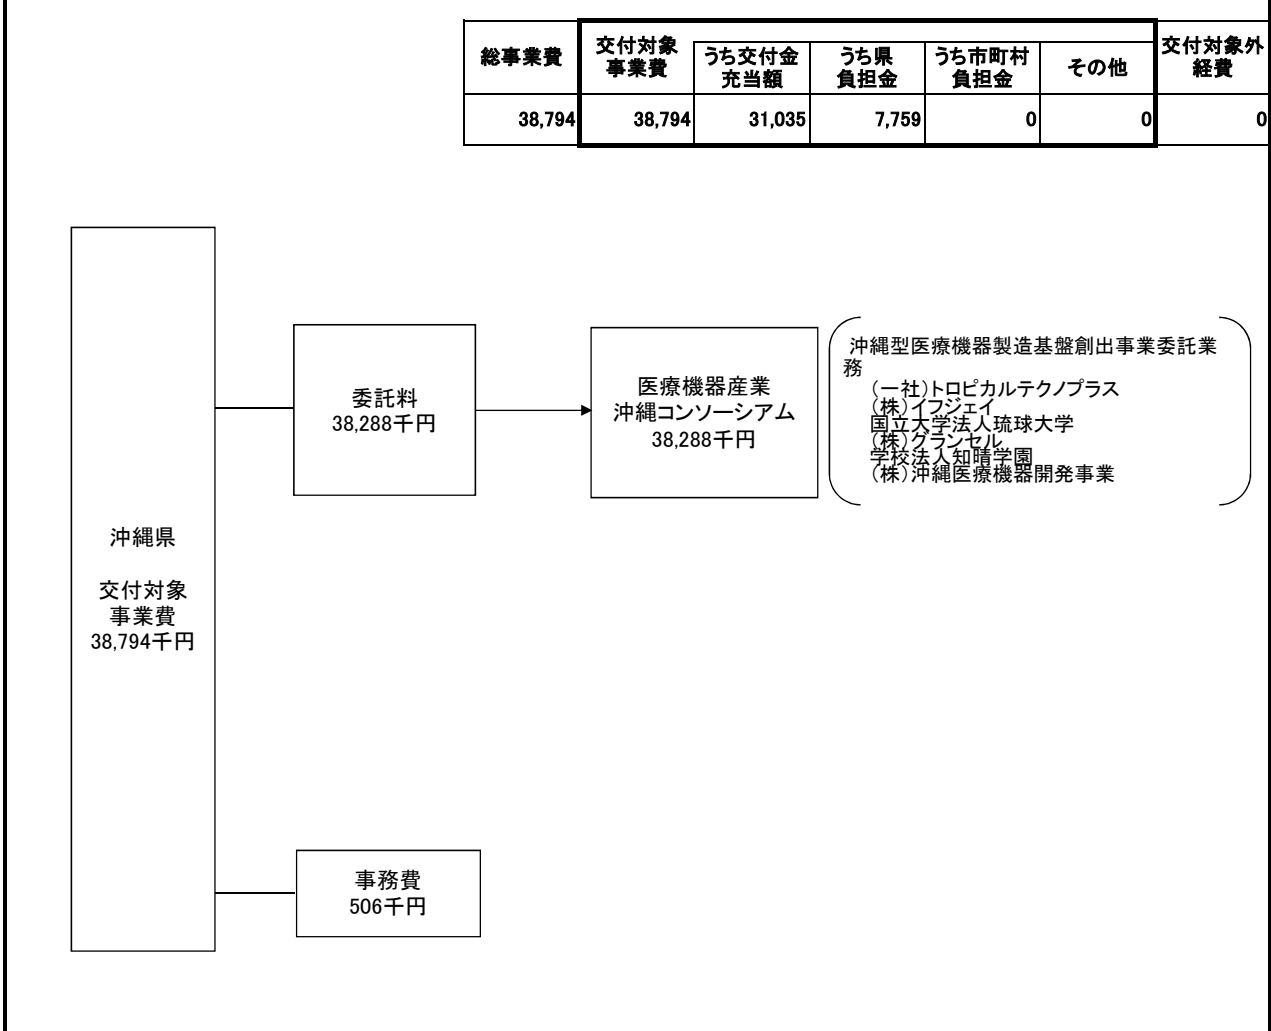 総事業費
交付対象
事業費
うち交付金
充当額
うち県
負担金
うち市町村
負担金
その他
交付対象外
経費
38,794
38,794
31,035
7,759
0
0
0
沖縄県
交付対象
事業費
38,794千円
委託料
38,288千円
医療機器産業
沖縄コンソーシアム
38,288千円
沖縄型医療機器製造基盤創出事業委託業
務
(一社)トロピカルテクノプラス
(株)イフジェイ
国立大学法人琉球大学
(株)グランセル
学校法人知晴学園
(株)沖縄医療機器開発事業
事務費
506千円